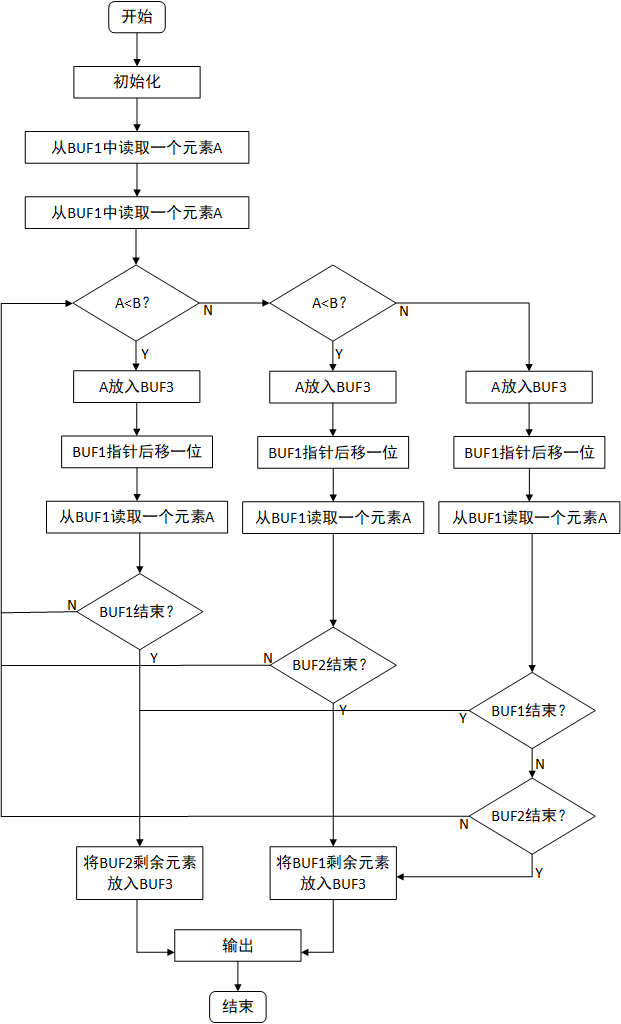 开始
初始化
从BUF1中读取一个元素A
从BUF1中读取一个元素A
A<B?
N
A<B?
N
Y
Y
A放入BUF3
A放入BUF3
A放入BUF3
BUF1指针后移一位
BUF1指针后移一位
BUF1指针后移一位
从BUF1读取一个元素A
从BUF1读取一个元素A
从BUF1读取一个元素A
N
BUF1结束?
Y
N
BUF2结束?
Y
Y
BUF1结束?
N
N
BUF2结束?
Y
将BUF2剩余元素
放入BUF3
将BUF1剩余元素
放入BUF3
输出
结束